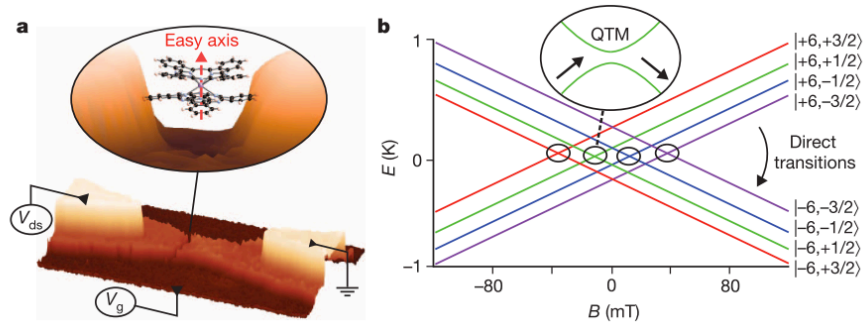 a
Easy axis
V_ds
V_g
b
QTM
E (K)
1
0
−1
−80
0
80
B (mT)
|+6,+3/2⟩
|+6,+1/2⟩
|+6,−1/2⟩
|+6,−3/2⟩
Direct
transitions
|−6,−3/2⟩
|−6,−1/2⟩
|−6,+1/2⟩
|−6,+3/2⟩